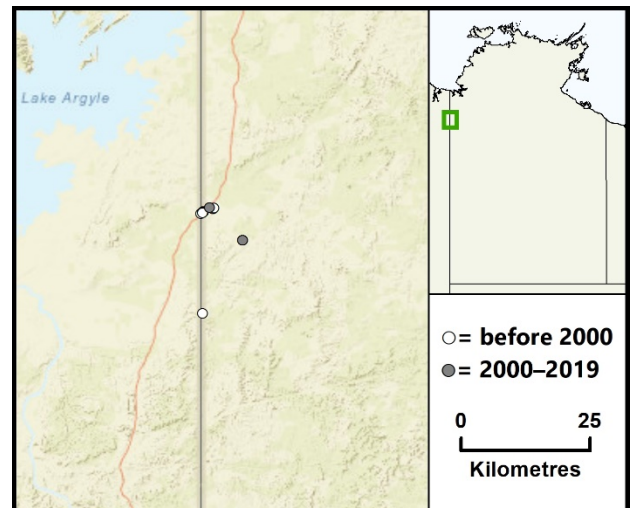 Lake Argyle
= before 2000
= 2000–2019
0 25
Kilometres